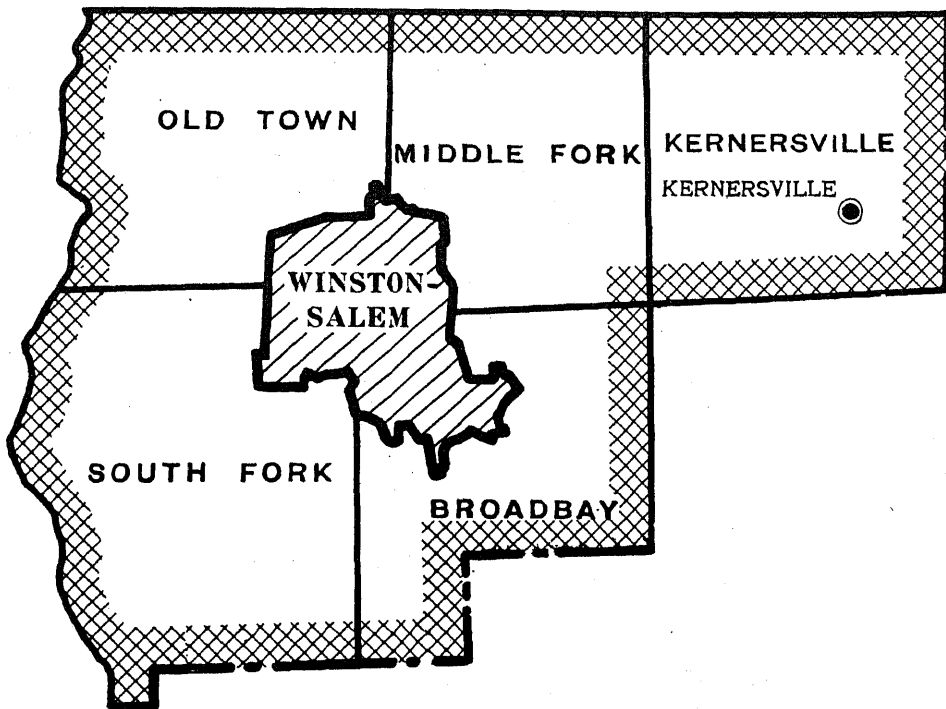 OLD TOWN
MIDDLE FORK
KERNERSVILLE
KERNERSVILLE
WINSTON-
SALEM
SOUTH FORK
BROADBAY